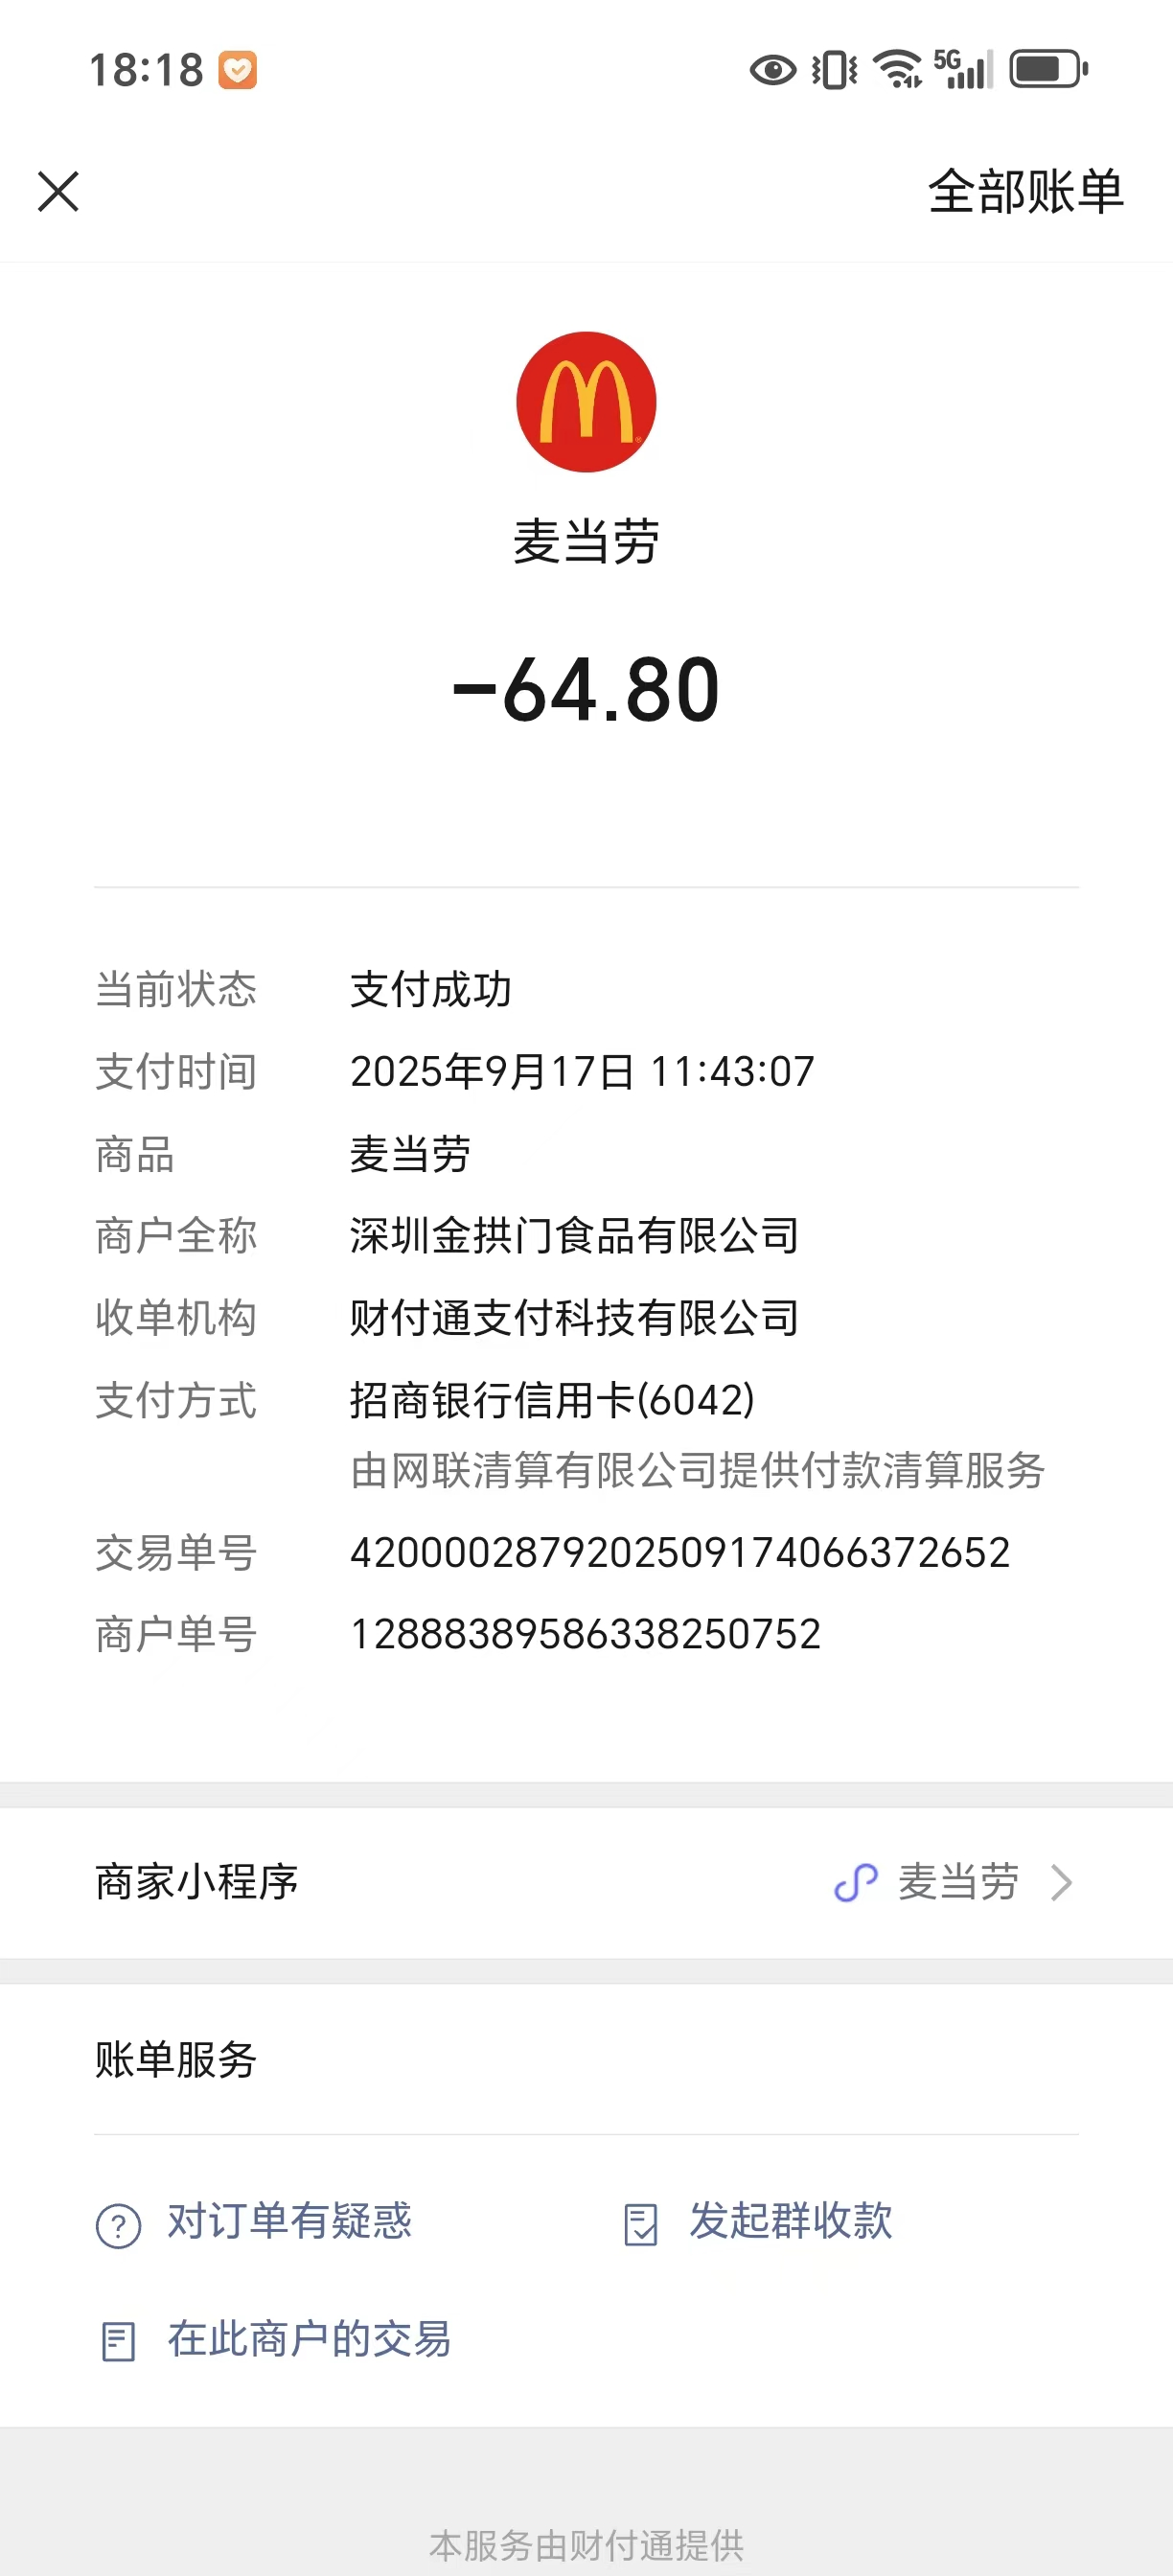 18:18
5G
全部账单
麦当劳
-64.80
当前状态 支付成功
支付时间 2025年9月17日 11:43:07
商品 麦当劳
商户全称 深圳金拱门食品有限公司
收单机构 财付通支付科技有限公司
支付方式 招商银行信用卡(6042)
由网联清算有限公司提供付款清算服务
交易单号 4200002879202509174066372652
商户单号 12888389586338250752
商家小程序 麦当劳
账单服务
对订单有疑惑 发起群收款
在此商户的交易
本服务由财付通提供